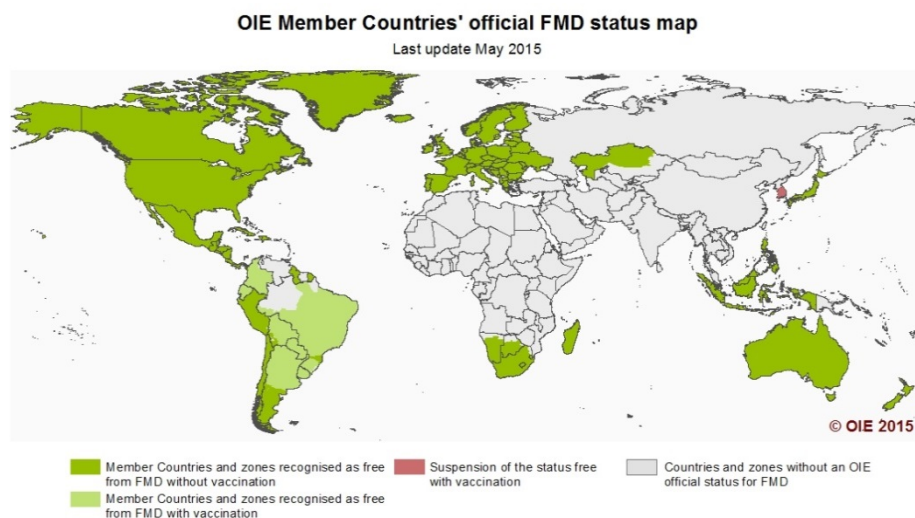 OIE Member Countries' official FMD status map
Last update May 2015
© OIE 2015
Member Countries and zones recognised as free
from FMD without vaccination
Member Countries and zones recognised as free
from FMD with vaccination
Suspension of the status free
with vaccination
Countries and zones without an OIE
official status for FMD